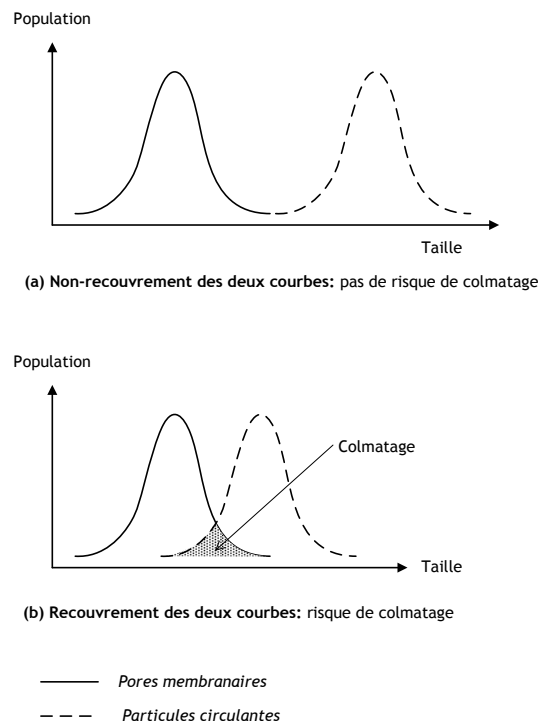 Population
Taille
(a) Non-recouvrement des deux courbes: pas de risque de colmatage
Population
Colmatage
Taille
(b) Recouvrement des deux courbes: risque de colmatage
Pores membranaires
Particules circulantes